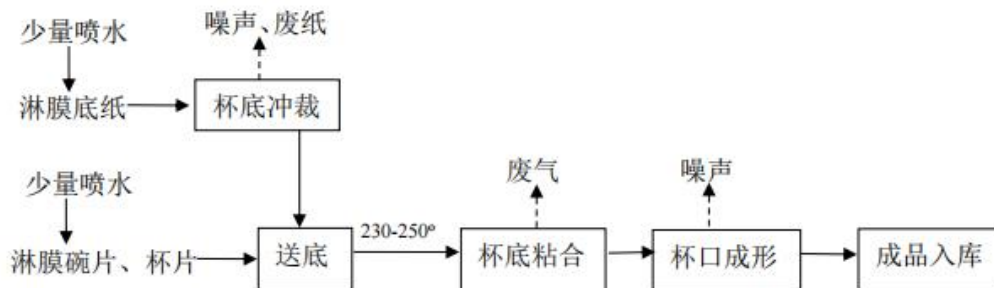 少量喷水
噪声、废纸
淋膜底纸
杯底冲裁
少量喷水
废气
噪声
淋膜碗片、杯片
送底
230-250º
杯底粘合
杯口成形
成品入库